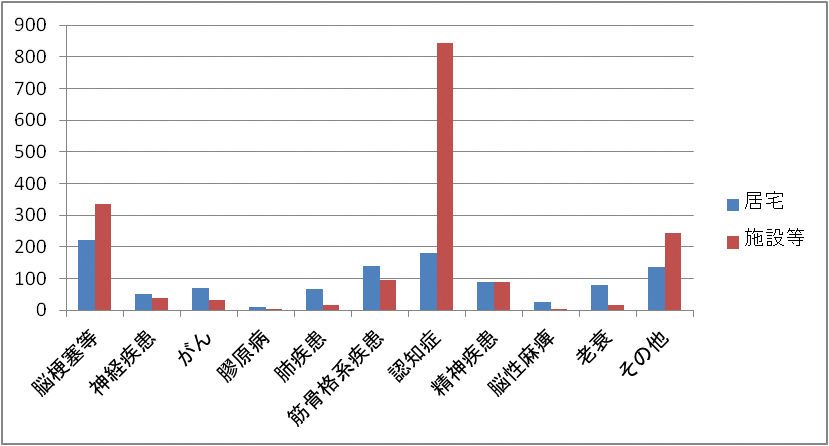 900
800
700
600
500
400
300
200
100
0
脳梗塞等
神経疾患
がん
膠原病
肺疾患
筋骨格系疾患
認知症
精神疾患
脳性麻痺
老衰
その他
居宅
施設等